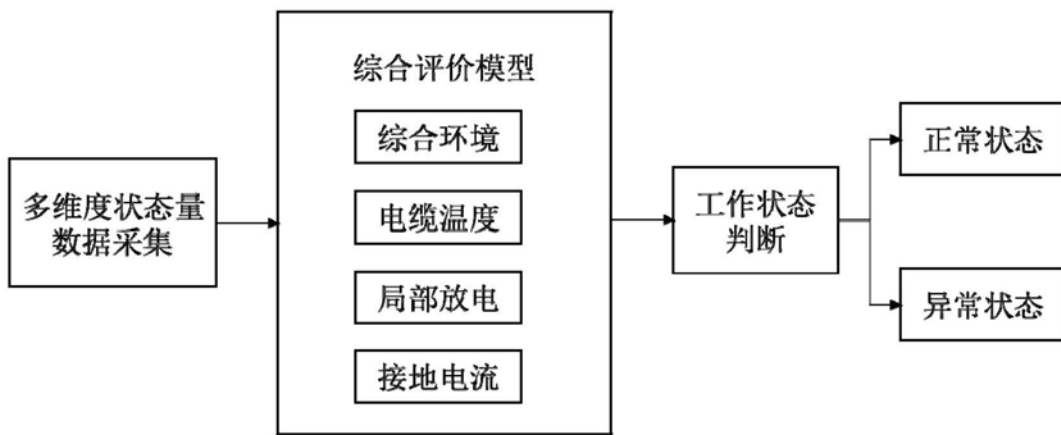 多维度状态量
数据采集
综合评价模型
综合环境
电缆温度
局部放电
接地电流
工作状态
判断
正常状态
异常状态